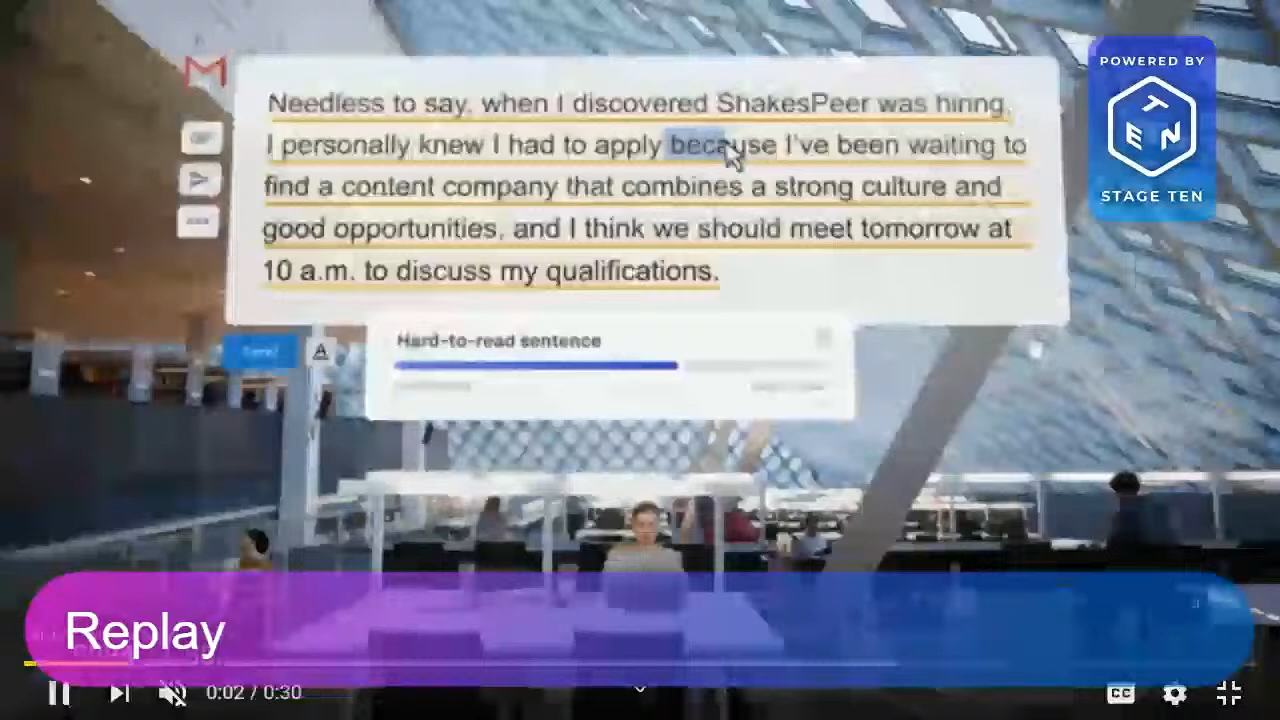 POWERED BY
TEN
STAGE TEN
Needless to say, when I discovered ShakesPeer was hiring,
I personally knew I had to apply because I've been waiting to
find a content company that combines a strong culture and
good opportunities, and I think we should meet tomorrow at
10 a.m. to discuss my qualifications.
Hard-to-read sentence
A
Replay
0:02 / 0:30
CC